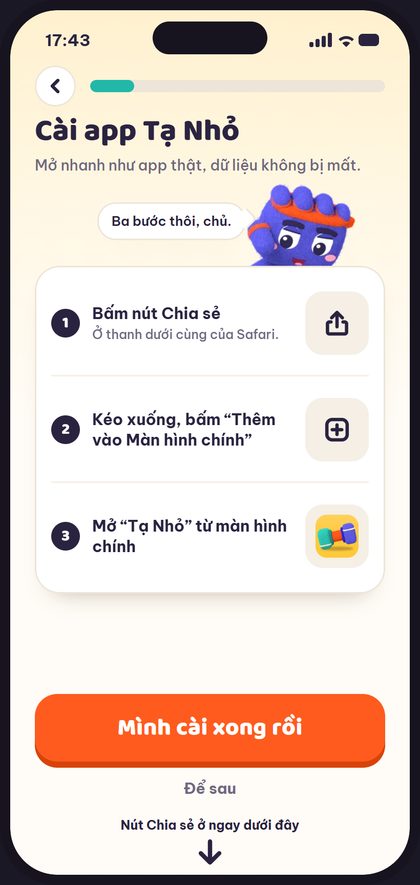 17:43
Cài app Tạ Nhỏ
Mở nhanh như app thật, dữ liệu không bị mất.
Ba bước thôi, chủ.
1
Bấm nút Chia sẻ
Ở thanh dưới cùng của Safari.
2
Kéo xuống, bấm “Thêm
vào Màn hình chính”
3
Mở “Tạ Nhỏ” từ màn hình
chính
Mình cài xong rồi
Để sau
Nút Chia sẻ ở ngay dưới đây